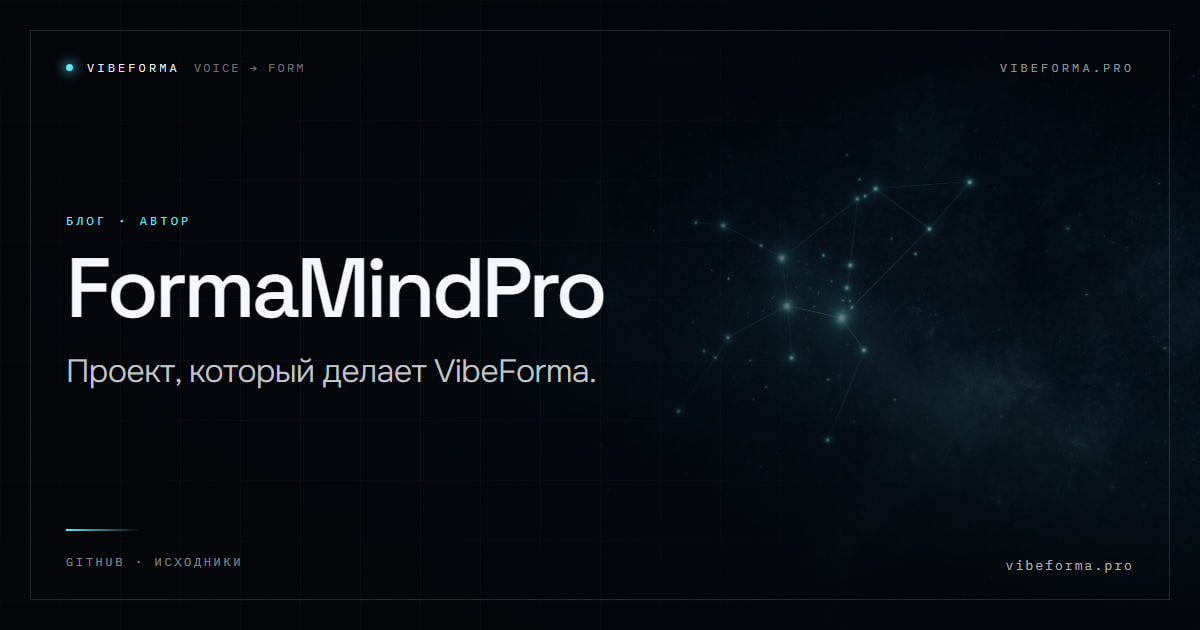 VIBEFORMA VOICE → FORM
VIBEFORMA.PRO
БЛОГ · АВТОР
FormaMindPro
Проект, который делает VibeForma.
GITHUB · ИСХОДНИКИ
vibeforma.pro